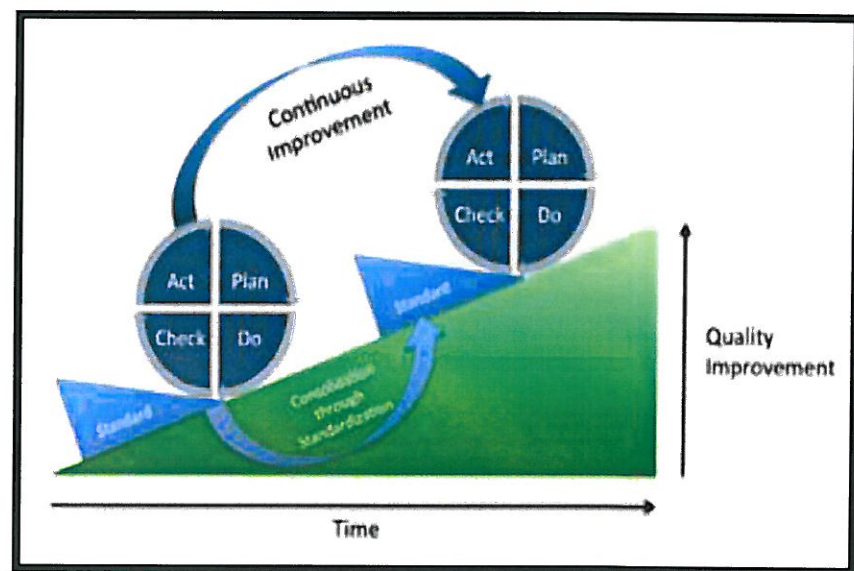 Continuous
Improvement
Act
Plan
Check
Do
Act
Plan
Check
Do
Standard
Standard
Consolidation
through
Standardization
Quality
Improvement
Time